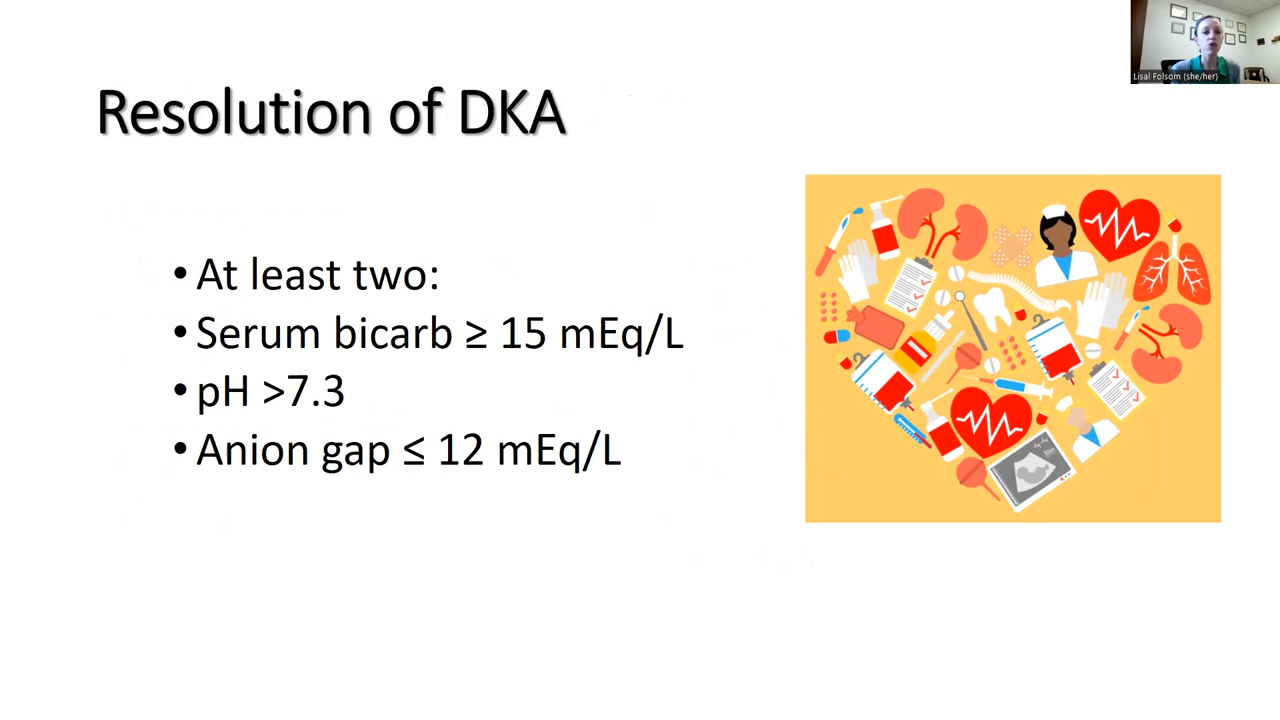 Lisal Folsom (she/her)
Resolution of DKA
• At least two:
• Serum bicarb ≥ 15 mEq/L
• pH >7.3
• Anion gap ≤ 12 mEq/L